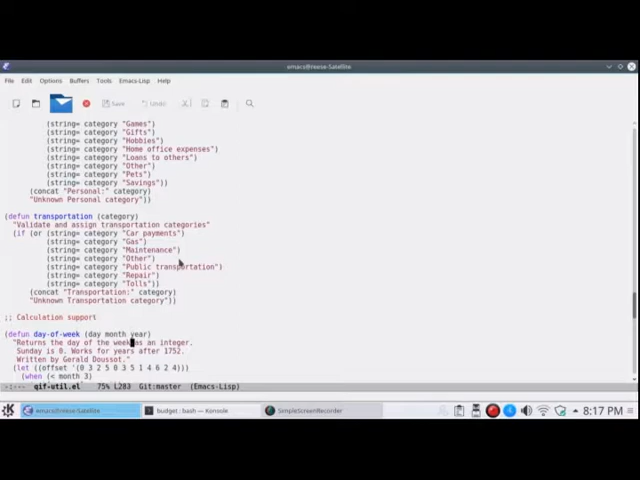 emacs@reese-Satellite
File Edit Options Buffers Tools Emacs-Lisp Help
Save Undo
(string= category "Games")
(string= category "Gifts")
(string= category "Hobbies")
(string= category "Home office expenses")
(string= category "Loans to others")
(string= category "Other")
(string= category "Pets")
(string= category "Savings"))
(concat "Personal:" category)
"Unknown Personal category"))
(defun transportation (category)
"Validate and assign transportation categories"
(if (or (string= category "Car payments")
(string= category "Gas")
(string= category "Maintenance")
(string= category "Other")
(string= category "Public transportation")
(string= category "Repair")
(string= category "Tolls"))
(concat "Transportation:" category)
"Unknown Transportation category"))
;; Calculation support
(defun day-of-week (day month year)
"Returns the day of the week as an integer.
Sunday is 0. Works for years after 1752.
Written by Gerald Doussot."
(let ((offset '(0 3 2 5 0 3 5 1 4 6 2 4)))
(when (< month 3)
-:--- qif-util.el 75% L283 Git:master (Emacs-Lisp)
emacs@reese-Satellite budget : bash — Konsole SimpleScreenRecorder 8:17 PM